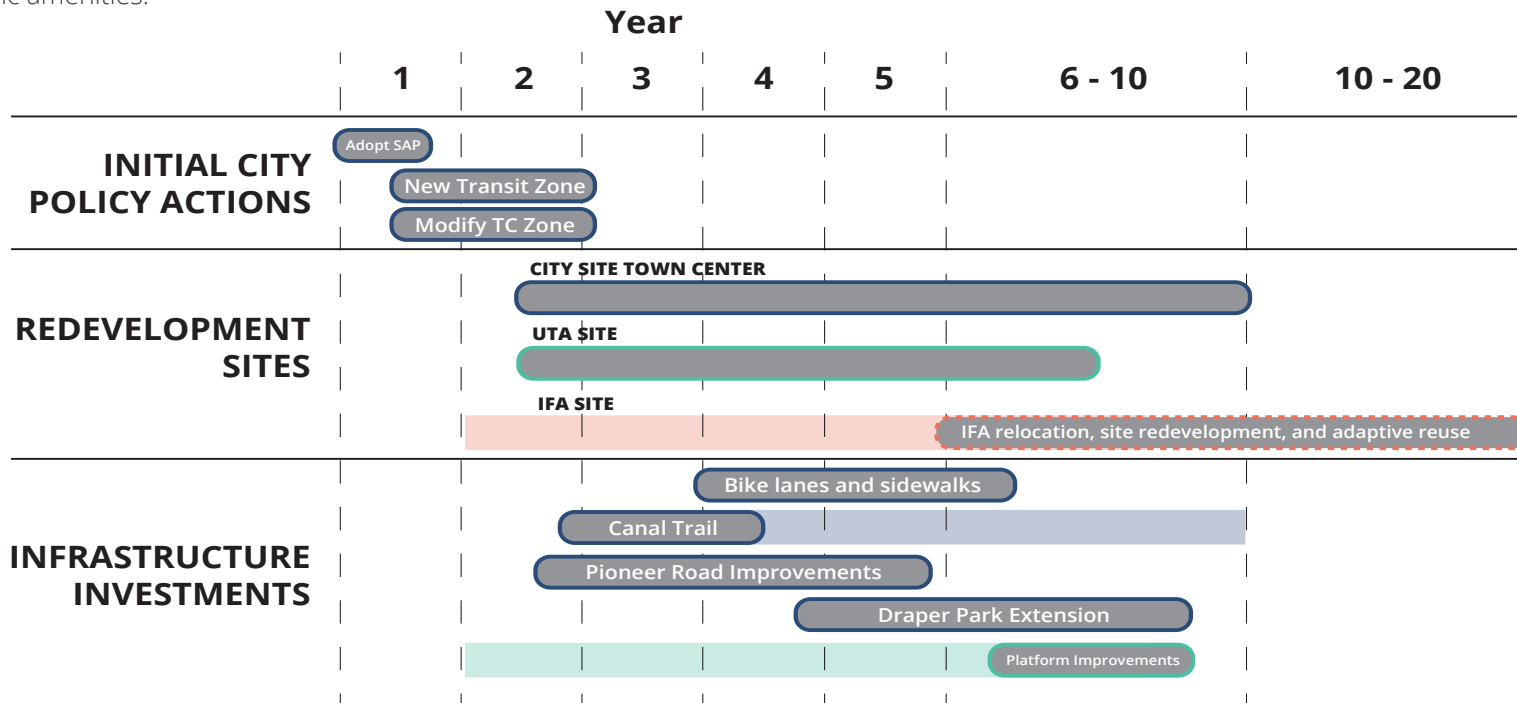 amenities.
Year
1 2 3 4 5 6 - 10 10 - 20
INITIAL CITY
POLICY ACTIONS
Adopt SAP
New Transit Zone
Modify TC Zone
REDEVELOPMENT
SITES
CITY SITE TOWN CENTER
UTA SITE
IFA SITE
IFA relocation, site redevelopment, and adaptive reuse
INFRASTRUCTURE
INVESTMENTS
Bike lanes and sidewalks
Canal Trail
Pioneer Road Improvements
Draper Park Extension
Platform Improvements